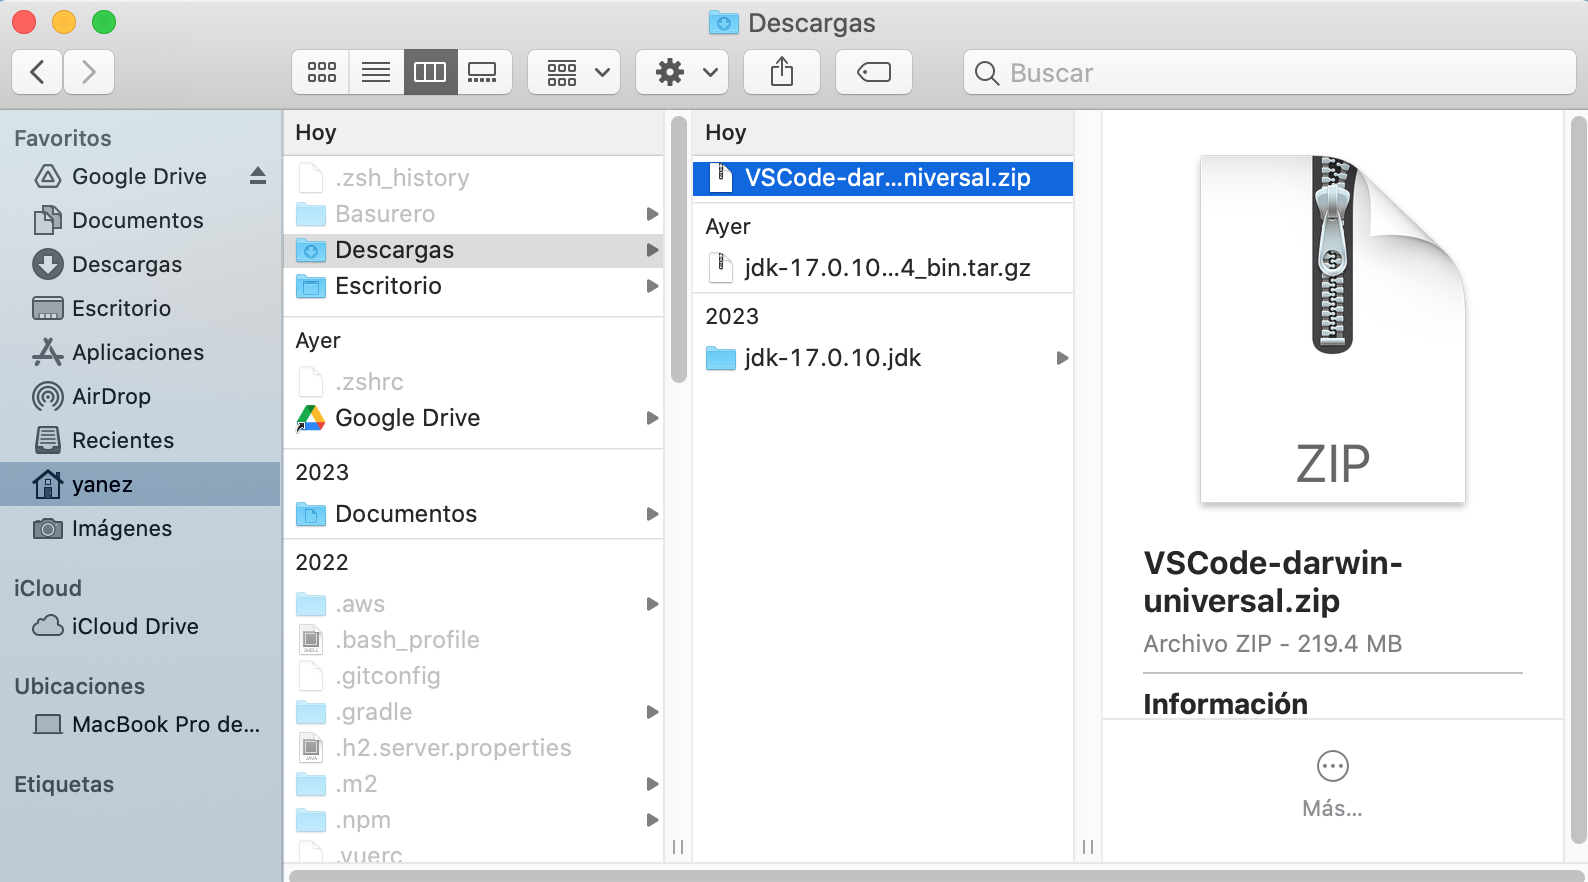 Descargas
Buscar
Favoritos
Google Drive
Documentos
Descargas
Escritorio
Aplicaciones
AirDrop
Recientes
yanez
Imágenes
iCloud
iCloud Drive
Ubicaciones
MacBook Pro de...
Etiquetas
Hoy
.zsh_history
Basurero
Descargas
Escritorio
Ayer
.zshrc
Google Drive
2023
Documentos
2022
.aws
.bash_profile
.gitconfig
.gradle
.h2.server.properties
.m2
.npm
.vuerc
Hoy
VSCode-dar...niversal.zip
Ayer
jdk-17.0.10...4_bin.tar.gz
2023
jdk-17.0.10.jdk
ZIP
VSCode-darwin-
universal.zip
Archivo ZIP - 219.4 MB
Información
Más...